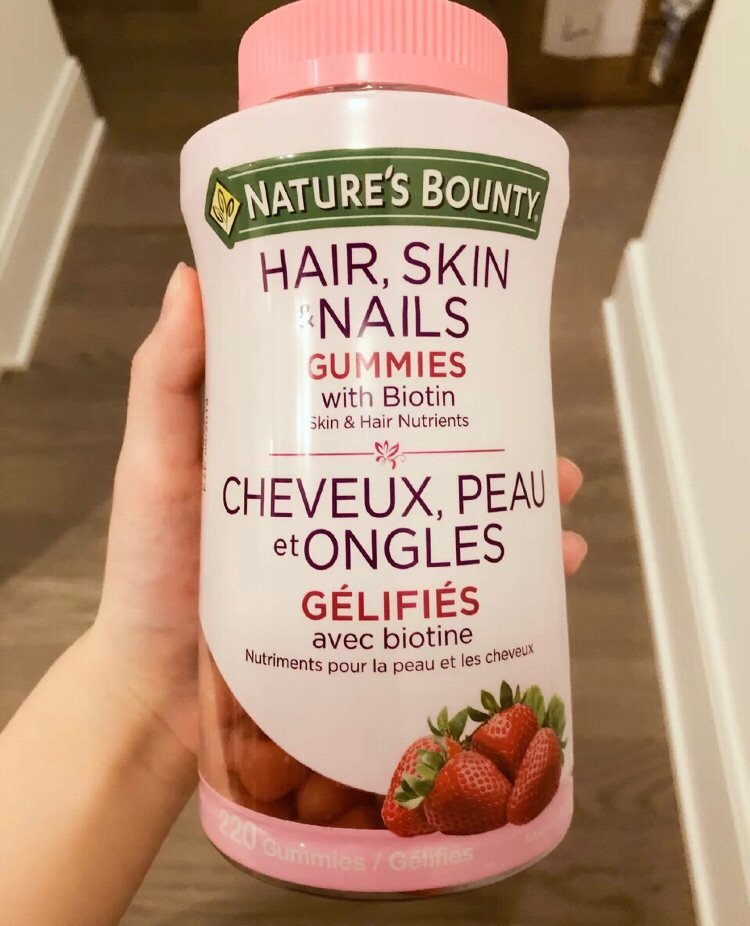 NATURE'S BOUNTY®
HAIR, SKIN
& NAILS
GUMMIES
with Biotin
Skin & Hair Nutrients
CHEVEUX, PEAU
et ONGLES
GÉLIFIÉS
avec biotine
Nutriments pour la peau et les cheveux
220 Gummies / Gélifiés